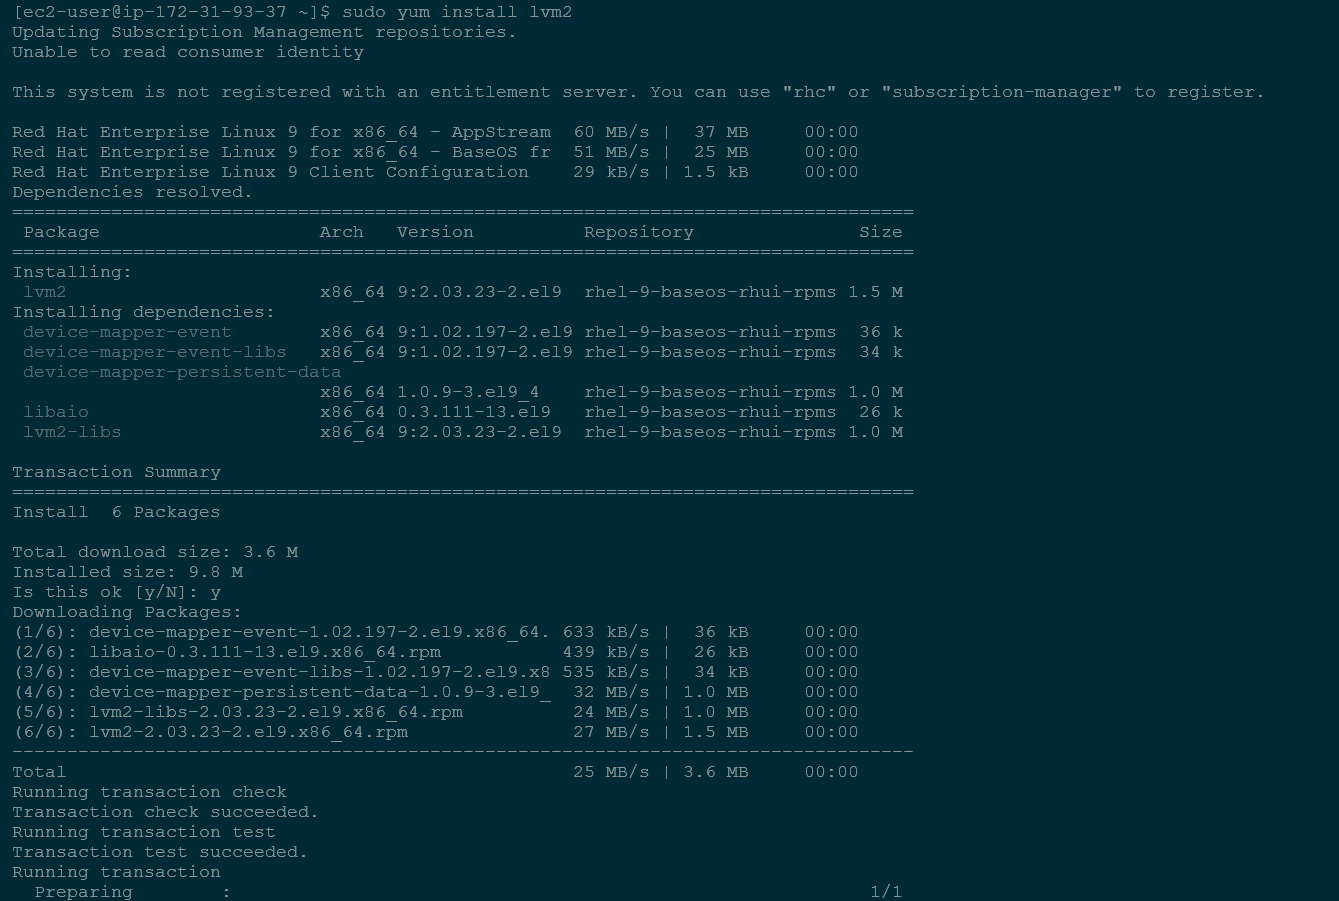 [ec2-user@ip-172-31-93-37 ~]$ sudo yum install lvm2
Updating Subscription Management repositories.
Unable to read consumer identity

This system is not registered with an entitlement server. You can use "rhc" or "subscription-manager" to register.

Red Hat Enterprise Linux 9 for x86_64 - AppStream  60 MB/s |  37 MB     00:00
Red Hat Enterprise Linux 9 for x86_64 - BaseOS fr  51 MB/s |  25 MB     00:00
Red Hat Enterprise Linux 9 Client Configuration    29 kB/s | 1.5 kB     00:00
Dependencies resolved.
==================================================================================
 Package                    Arch   Version          Repository               Size
==================================================================================
Installing:
 lvm2                       x86_64 9:2.03.23-2.el9  rhel-9-baseos-rhui-rpms 1.5 M
Installing dependencies:
 device-mapper-event        x86_64 9:1.02.197-2.el9 rhel-9-baseos-rhui-rpms  36 k
 device-mapper-event-libs   x86_64 9:1.02.197-2.el9 rhel-9-baseos-rhui-rpms  34 k
 device-mapper-persistent-data
                            x86_64 1.0.9-3.el9_4    rhel-9-baseos-rhui-rpms 1.0 M
 libaio                     x86_64 0.3.111-13.el9   rhel-9-baseos-rhui-rpms  26 k
 lvm2-libs                  x86_64 9:2.03.23-2.el9  rhel-9-baseos-rhui-rpms 1.0 M

Transaction Summary
==================================================================================
Install  6 Packages

Total download size: 3.6 M
Installed size: 9.8 M
Is this ok [y/N]: y
Downloading Packages:
(1/6): device-mapper-event-1.02.197-2.el9.x86_64. 633 kB/s |  36 kB     00:00
(2/6): libaio-0.3.111-13.el9.x86_64.rpm           439 kB/s |  26 kB     00:00
(3/6): device-mapper-event-libs-1.02.197-2.el9.x8 535 kB/s |  34 kB     00:00
(4/6): device-mapper-persistent-data-1.0.9-3.el9_  32 MB/s | 1.0 MB     00:00
(5/6): lvm2-libs-2.03.23-2.el9.x86_64.rpm          24 MB/s | 1.0 MB     00:00
(6/6): lvm2-2.03.23-2.el9.x86_64.rpm               27 MB/s | 1.5 MB     00:00
----------------------------------------------------------------------------------
Total                                              25 MB/s | 3.6 MB     00:00
Running transaction check
Transaction check succeeded.
Running transaction test
Transaction test succeeded.
Running transaction
  Preparing        :                                                          1/1